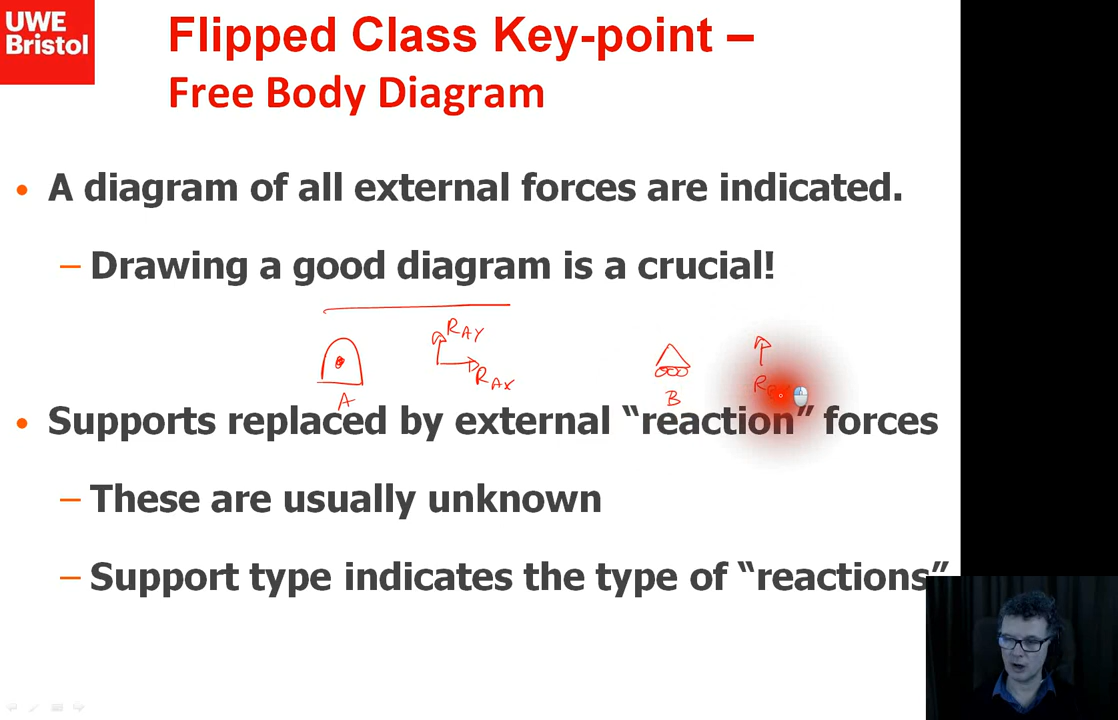 UWE
Bristol
Flipped Class Key-point –
Free Body Diagram
• A diagram of all external forces are indicated.
– Drawing a good diagram is a crucial!
RAY
RAX
A
B
• Supports replaced by external “reaction” forces
– These are usually unknown
– Support type indicates the type of “reactions”